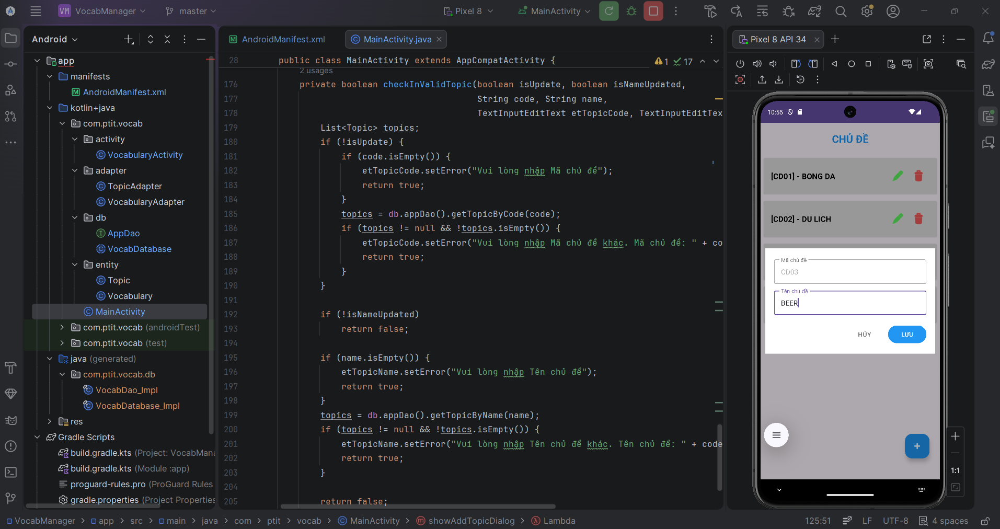 VM VocabManager master Pixel 8 MainActivity
Android
app
manifests
AndroidManifest.xml
kotlin+java
com.ptit.vocab
activity
VocabularyActivity
adapter
TopicAdapter
VocabularyAdapter
db
AppDao
VocabDatabase
entity
Topic
Vocabulary
MainActivity
com.ptit.vocab (androidTest)
com.ptit.vocab (test)
java (generated)
com.ptit.vocab.db
VocabDao_Impl
VocabDatabase_Impl
res
Gradle Scripts
build.gradle.kts (Project: VocabMana
build.gradle.kts (Module :app)
proguard-rules.pro (ProGuard Rules
gradle.properties (Project Properties
AndroidManifest.xml MainActivity.java
28 public class MainActivity extends AppCompatActivity { 1 17
2 usages
176 private boolean checkInValidTopic(boolean isUpdate, boolean isNameUpdated,
177 String code, String name,
178 TextInputEditText etTopicCode, TextInputEditTex
179 List<Topic> topics;
180 if (!isUpdate) {
181 if (code.isEmpty()) {
182 etTopicCode.setError("Vui lòng nhập Mã chủ đề");
183 return true;
184 }
185 topics = db.appDao().getTopicByCode(code);
186 if (topics != null && !topics.isEmpty()) {
187 etTopicCode.setError("Vui lòng nhập Mã chủ đề khác. Mã chủ đề: " + co
188 return true;
189 }
190 }
191
192 if (!isNameUpdated)
193 return false;
194
195 if (name.isEmpty()) {
196 etTopicName.setError("Vui lòng nhập Tên chủ đề");
197 return true;
198 }
199 topics = db.appDao().getTopicByName(name);
200 if (topics != null && !topics.isEmpty()) {
201 etTopicName.setError("Vui lòng nhập Tên chủ đề khác. Tên chủ đề: " + code
202 return true;
203 }
204
205 return false;
Pixel 8 API 34
10:55
CHỦ ĐỀ
[CD01] - BONG DA
[CD02] - DU LICH
Mã chủ đề
CD03
Tên chủ đề
BEER
HỦY LƯU
+
1:1
VocabManager > app > src > main > java > com > ptit > vocab > MainActivity > showAddTopicDialog > Lambda 125:51 LF UTF-8 4 spaces